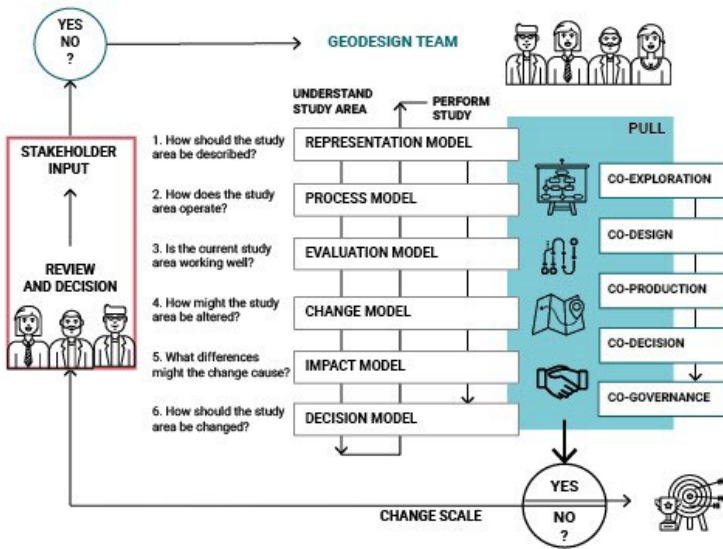 YES
NO
?
GEODESIGN TEAM
UNDERSTAND
STUDY AREA
PERFORM
STUDY
STAKEHOLDER
INPUT
REVIEW
AND DECISION
1. How should the study
area be described?
REPRESENTATION MODEL
2. How does the study
area operate?
PROCESS MODEL
3. Is the current study
area working well?
EVALUATION MODEL
4. How might the study
area be altered?
CHANGE MODEL
5. What differences
might the change cause?
IMPACT MODEL
6. How should the study
area be changed?
DECISION MODEL
PULL
CO-EXPLORATION
CO-DESIGN
CO-PRODUCTION
CO-DECISION
CO-GOVERNANCE
YES
NO
?
CHANGE SCALE